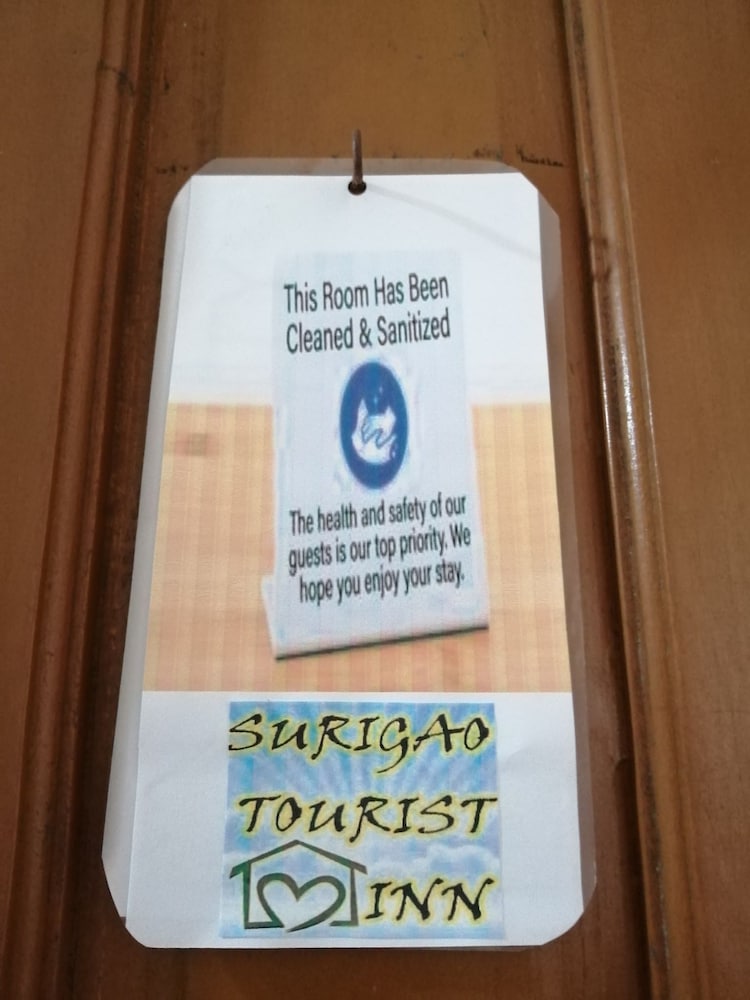 This Room Has Been
Cleaned & Sanitized
The health and safety of our
guests is our top priority. We
hope you enjoy your stay.
SURIGAO
TOURIST
INN